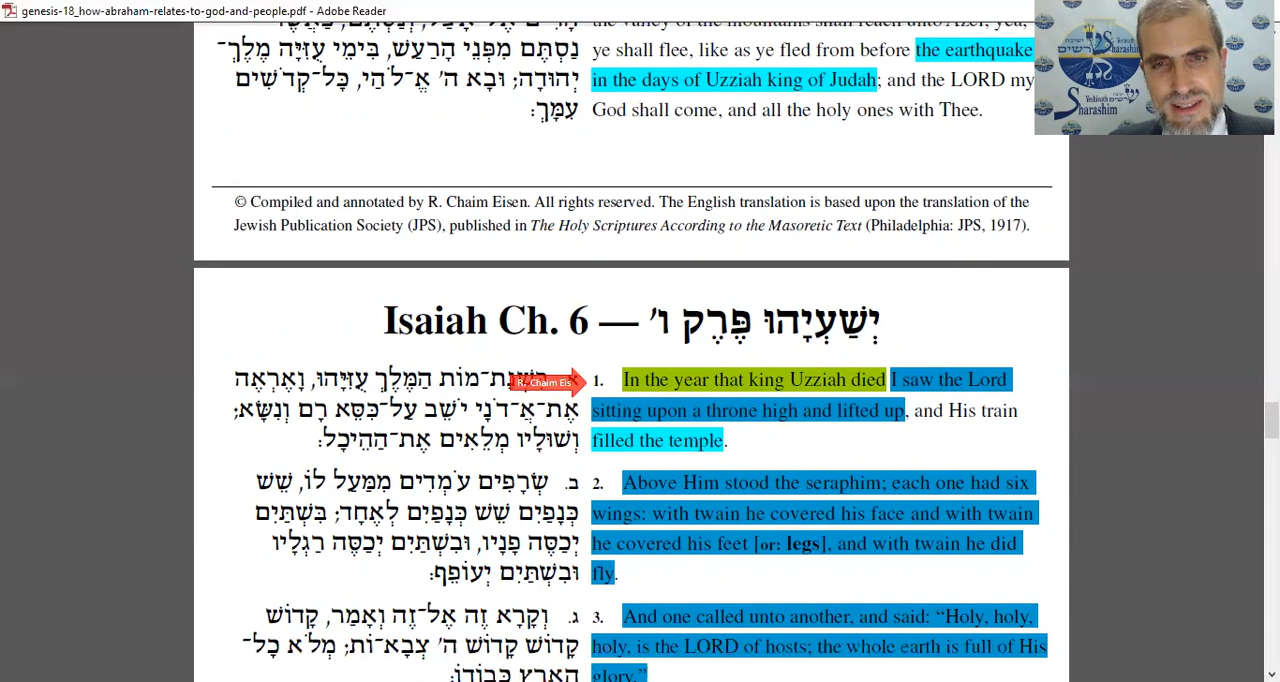 genesis-18_how-abraham-relates-to-god-and-people.pdf - Adobe Reader
נַסְתֶּם מִפְּנֵי הָרַעַשׁ, בִּימֵי עֻזִּיָּה מֶלֶךְ־
יְהוּדָה; וּבָא ה' אֱ־לֹהַי, כָּל־קְדֹשִׁים
עִמָּךְ:
the valley of the mountains shall reach unto Azel; yea,
ye shall flee, like as ye fled from before the earthquake
in the days of Uzziah king of Judah; and the LORD my
God shall come, and all the holy ones with Thee.
© Compiled and annotated by R. Chaim Eisen. All rights reserved. The English translation is based upon the translation of the
Jewish Publication Society (JPS), published in The Holy Scriptures According to the Masoretic Text (Philadelphia: JPS, 1917).
Isaiah Ch. 6 — יְשַׁעְיָהוּ פֶּרֶק ו'
מוֹת הַמֶּלֶךְ עֻזִּיָּהוּ, וָאֶרְאֶה
אֶת־אֲ־דֹנָי יֹשֵׁב עַל־כִּסֵּא רָם וְנִשָּׂא;
וְשׁוּלָיו מְלֵאִים אֶת־הַהֵיכָל:
R. Chaim Eis
1. In the year that king Uzziah died I saw the Lord
sitting upon a throne high and lifted up, and His train
filled the temple.
ב. שְׂרָפִים עֹמְדִים מִמַּעַל לוֹ, שֵׁשׁ
כְּנָפַיִם שֵׁשׁ כְּנָפַיִם לְאֶחָד; בִּשְׁתַּיִם
יְכַסֶּה פָנָיו, וּבִשְׁתַּיִם יְכַסֶּה רַגְלָיו
וּבִשְׁתַּיִם יְעוֹפֵף:
2. Above Him stood the seraphim; each one had six
wings: with twain he covered his face and with twain
he covered his feet [or: legs], and with twain he did
fly.
ג. וְקָרָא זֶה אֶל־זֶה וְאָמַר, קָדוֹשׁ
קָדוֹשׁ קָדוֹשׁ ה' צְבָא־וֹת; מְלֹא כָל־
הָאָרֶץ כְּבוֹדוֹ:
3. And one called unto another, and said: “Holy, holy,
holy, is the LORD of hosts; the whole earth is full of His
glory.”
Yeshivath
Sharashim